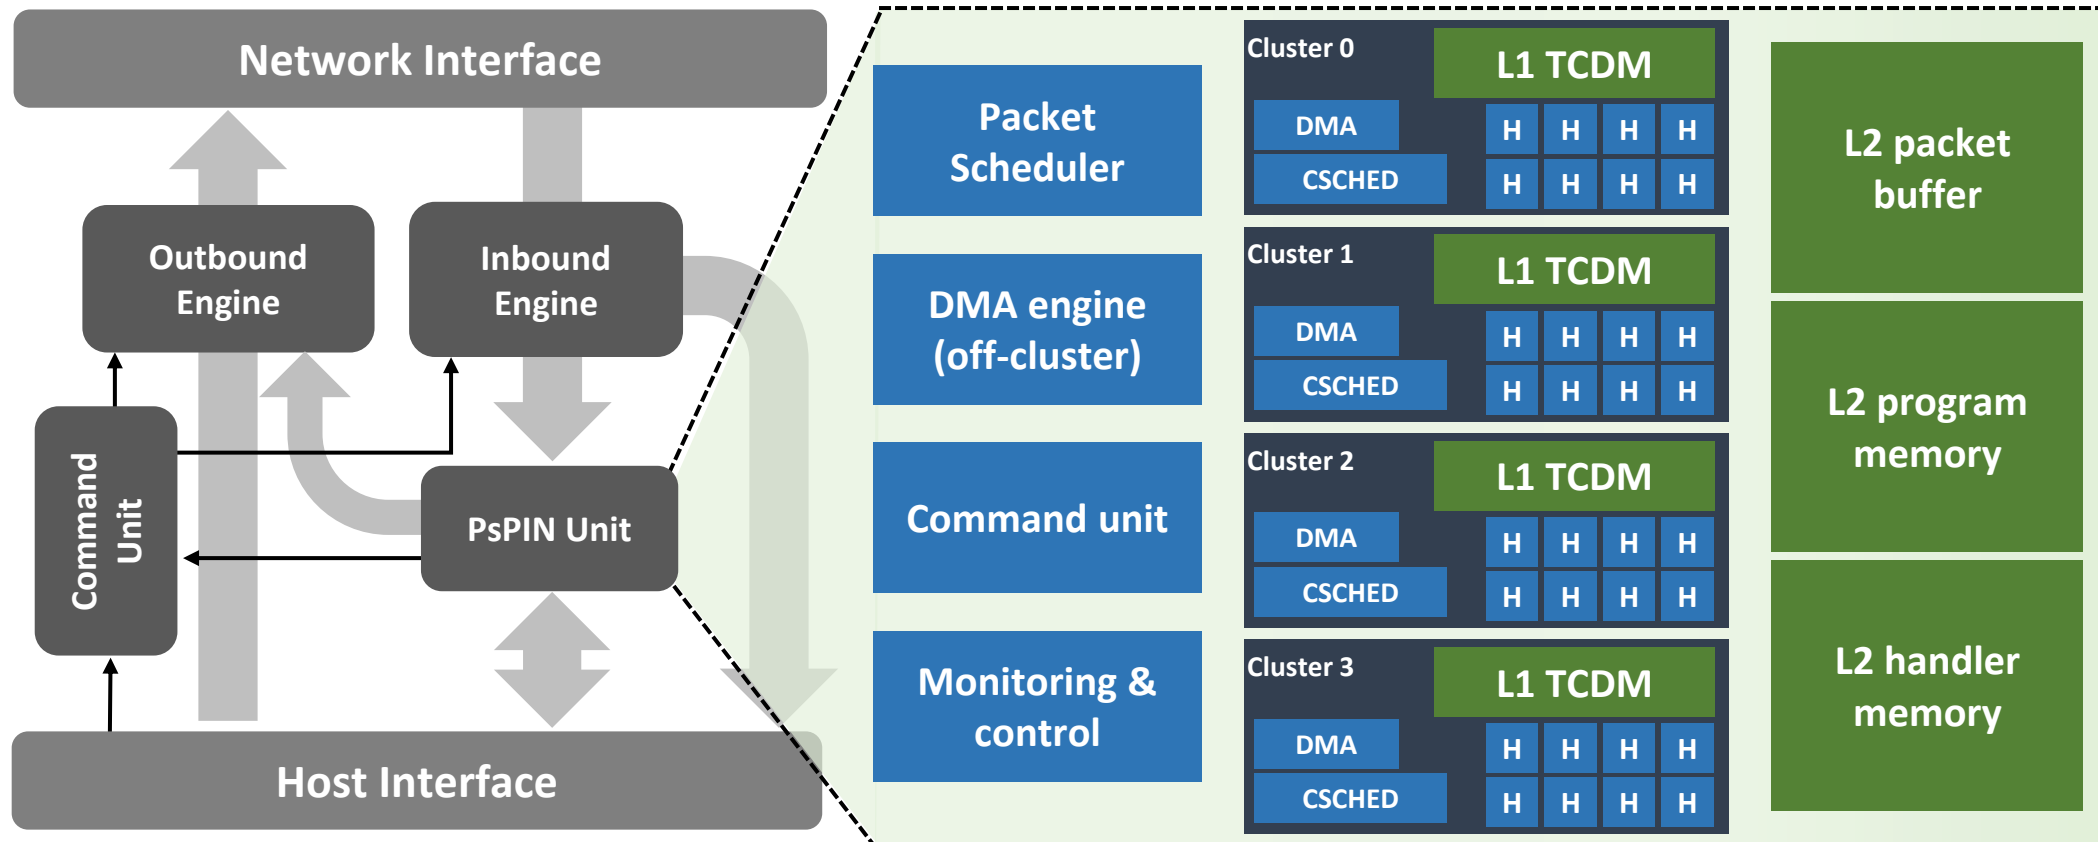 Network Interface
Outbound
Engine
Inbound
Engine
Command
Unit
PsPIN Unit
Host Interface
Packet
Scheduler
DMA engine
(off-cluster)
Command unit
Monitoring &
control
Cluster 0
L1 TCDM
DMA
H H H H
CSCHED
H H H H
Cluster 1
L1 TCDM
DMA
H H H H
CSCHED
H H H H
Cluster 2
L1 TCDM
DMA
H H H H
CSCHED
H H H H
Cluster 3
L1 TCDM
DMA
H H H H
CSCHED
H H H H
L2 packet
buffer
L2 program
memory
L2 handler
memory